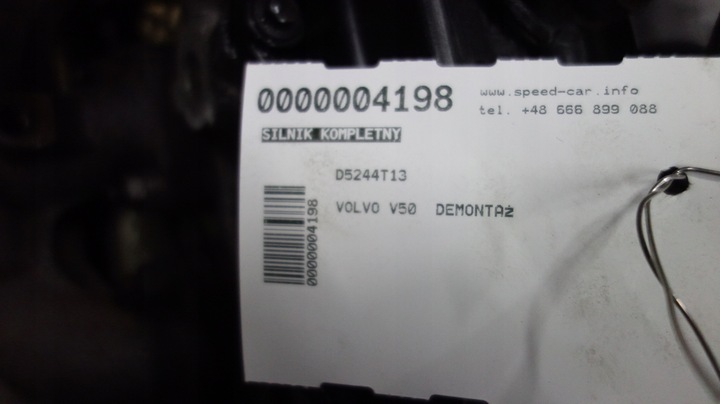 0000004198
www.speed-car.info
tel. +48 666 899 088
SILNIK KOMPLETNY
D5244T13
VOLVO V50 DEMONTAż
0000004198